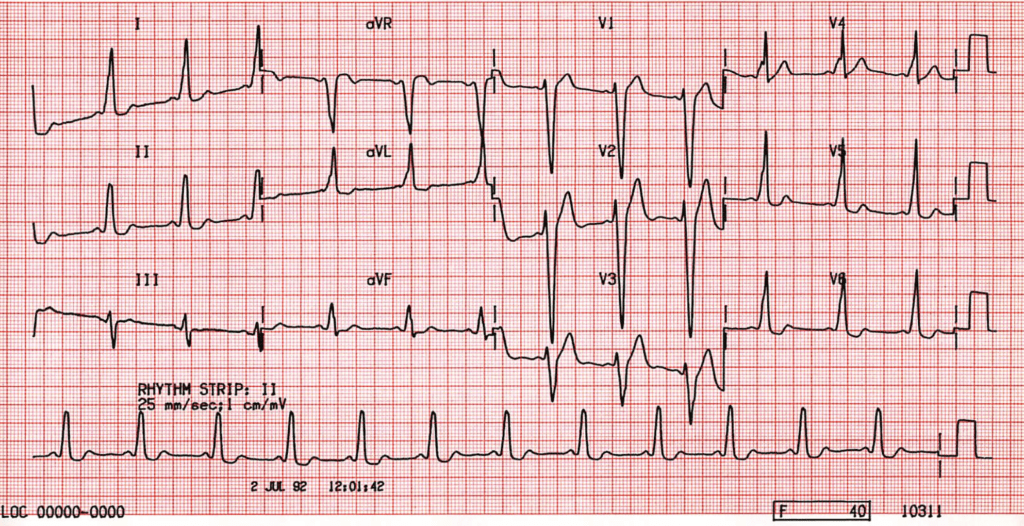 I aVR V1 V4
II aVL V2 V5
III aVF V3 V6
RHYTHM STRIP: II
25 mm/sec;1 cm/mV
2 JUL 92 12:01:42
LOC 00000-0000 F 40 10311